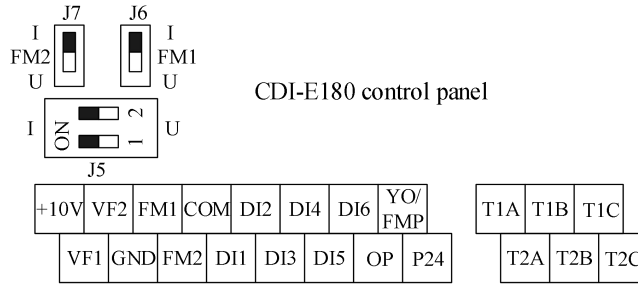 J7 J6
I I
FM2 FM1
U U
CDI-E180 control panel
I ON 2 1 U
J5
+10V VF2 FM1 COM DI2 DI4 DI6 YO/FMP T1A T1B T1C
VF1 GND FM2 DI1 DI3 DI5 OP P24 T2A T2B T2C